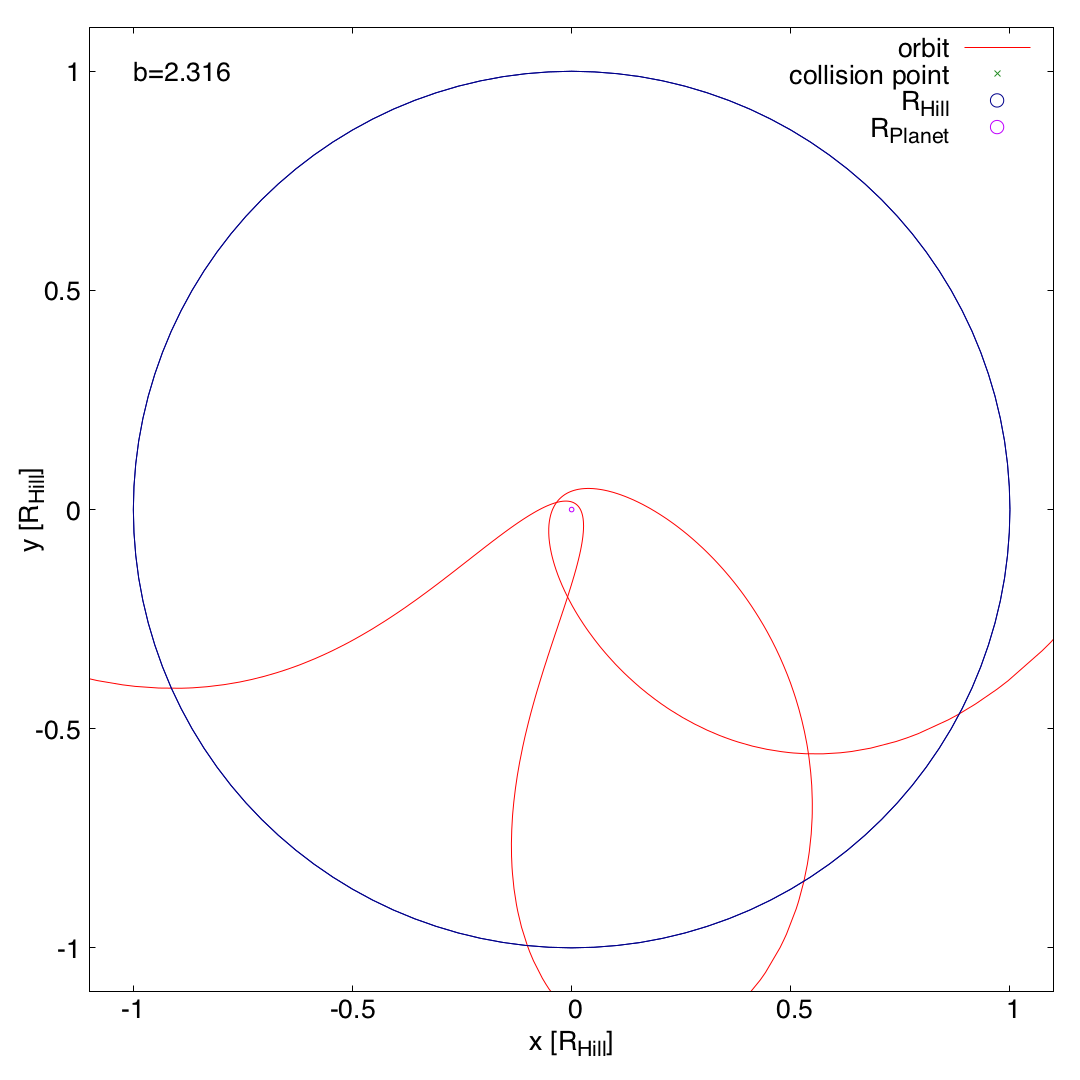 b=2.316
orbit
collision point
R_Hill
R_Planet
1
0.5
0
-0.5
-1
y [R_Hill]
-1
-0.5
0
0.5
1
x [R_Hill]